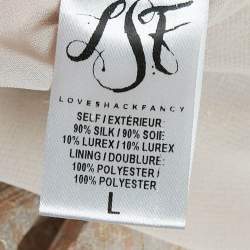 LSF
LOVESHACKFANCY
SELF / EXTÉRIEUR:
90% SILK / 90% SOIE
10% LUREX / 10% LUREX
LINING / DOUBLURE:
100% POLYESTER /
100% POLYESTER
L